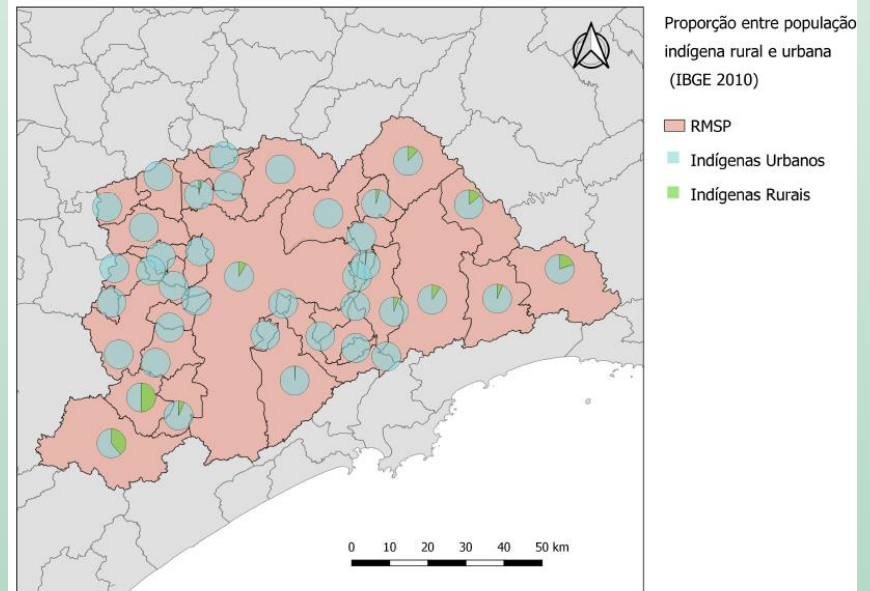 Proporção entre população
indígena rural e urbana
(IBGE 2010)
RMSP
Indígenas Urbanos
Indígenas Rurais
0 10 20 30 40 50 km